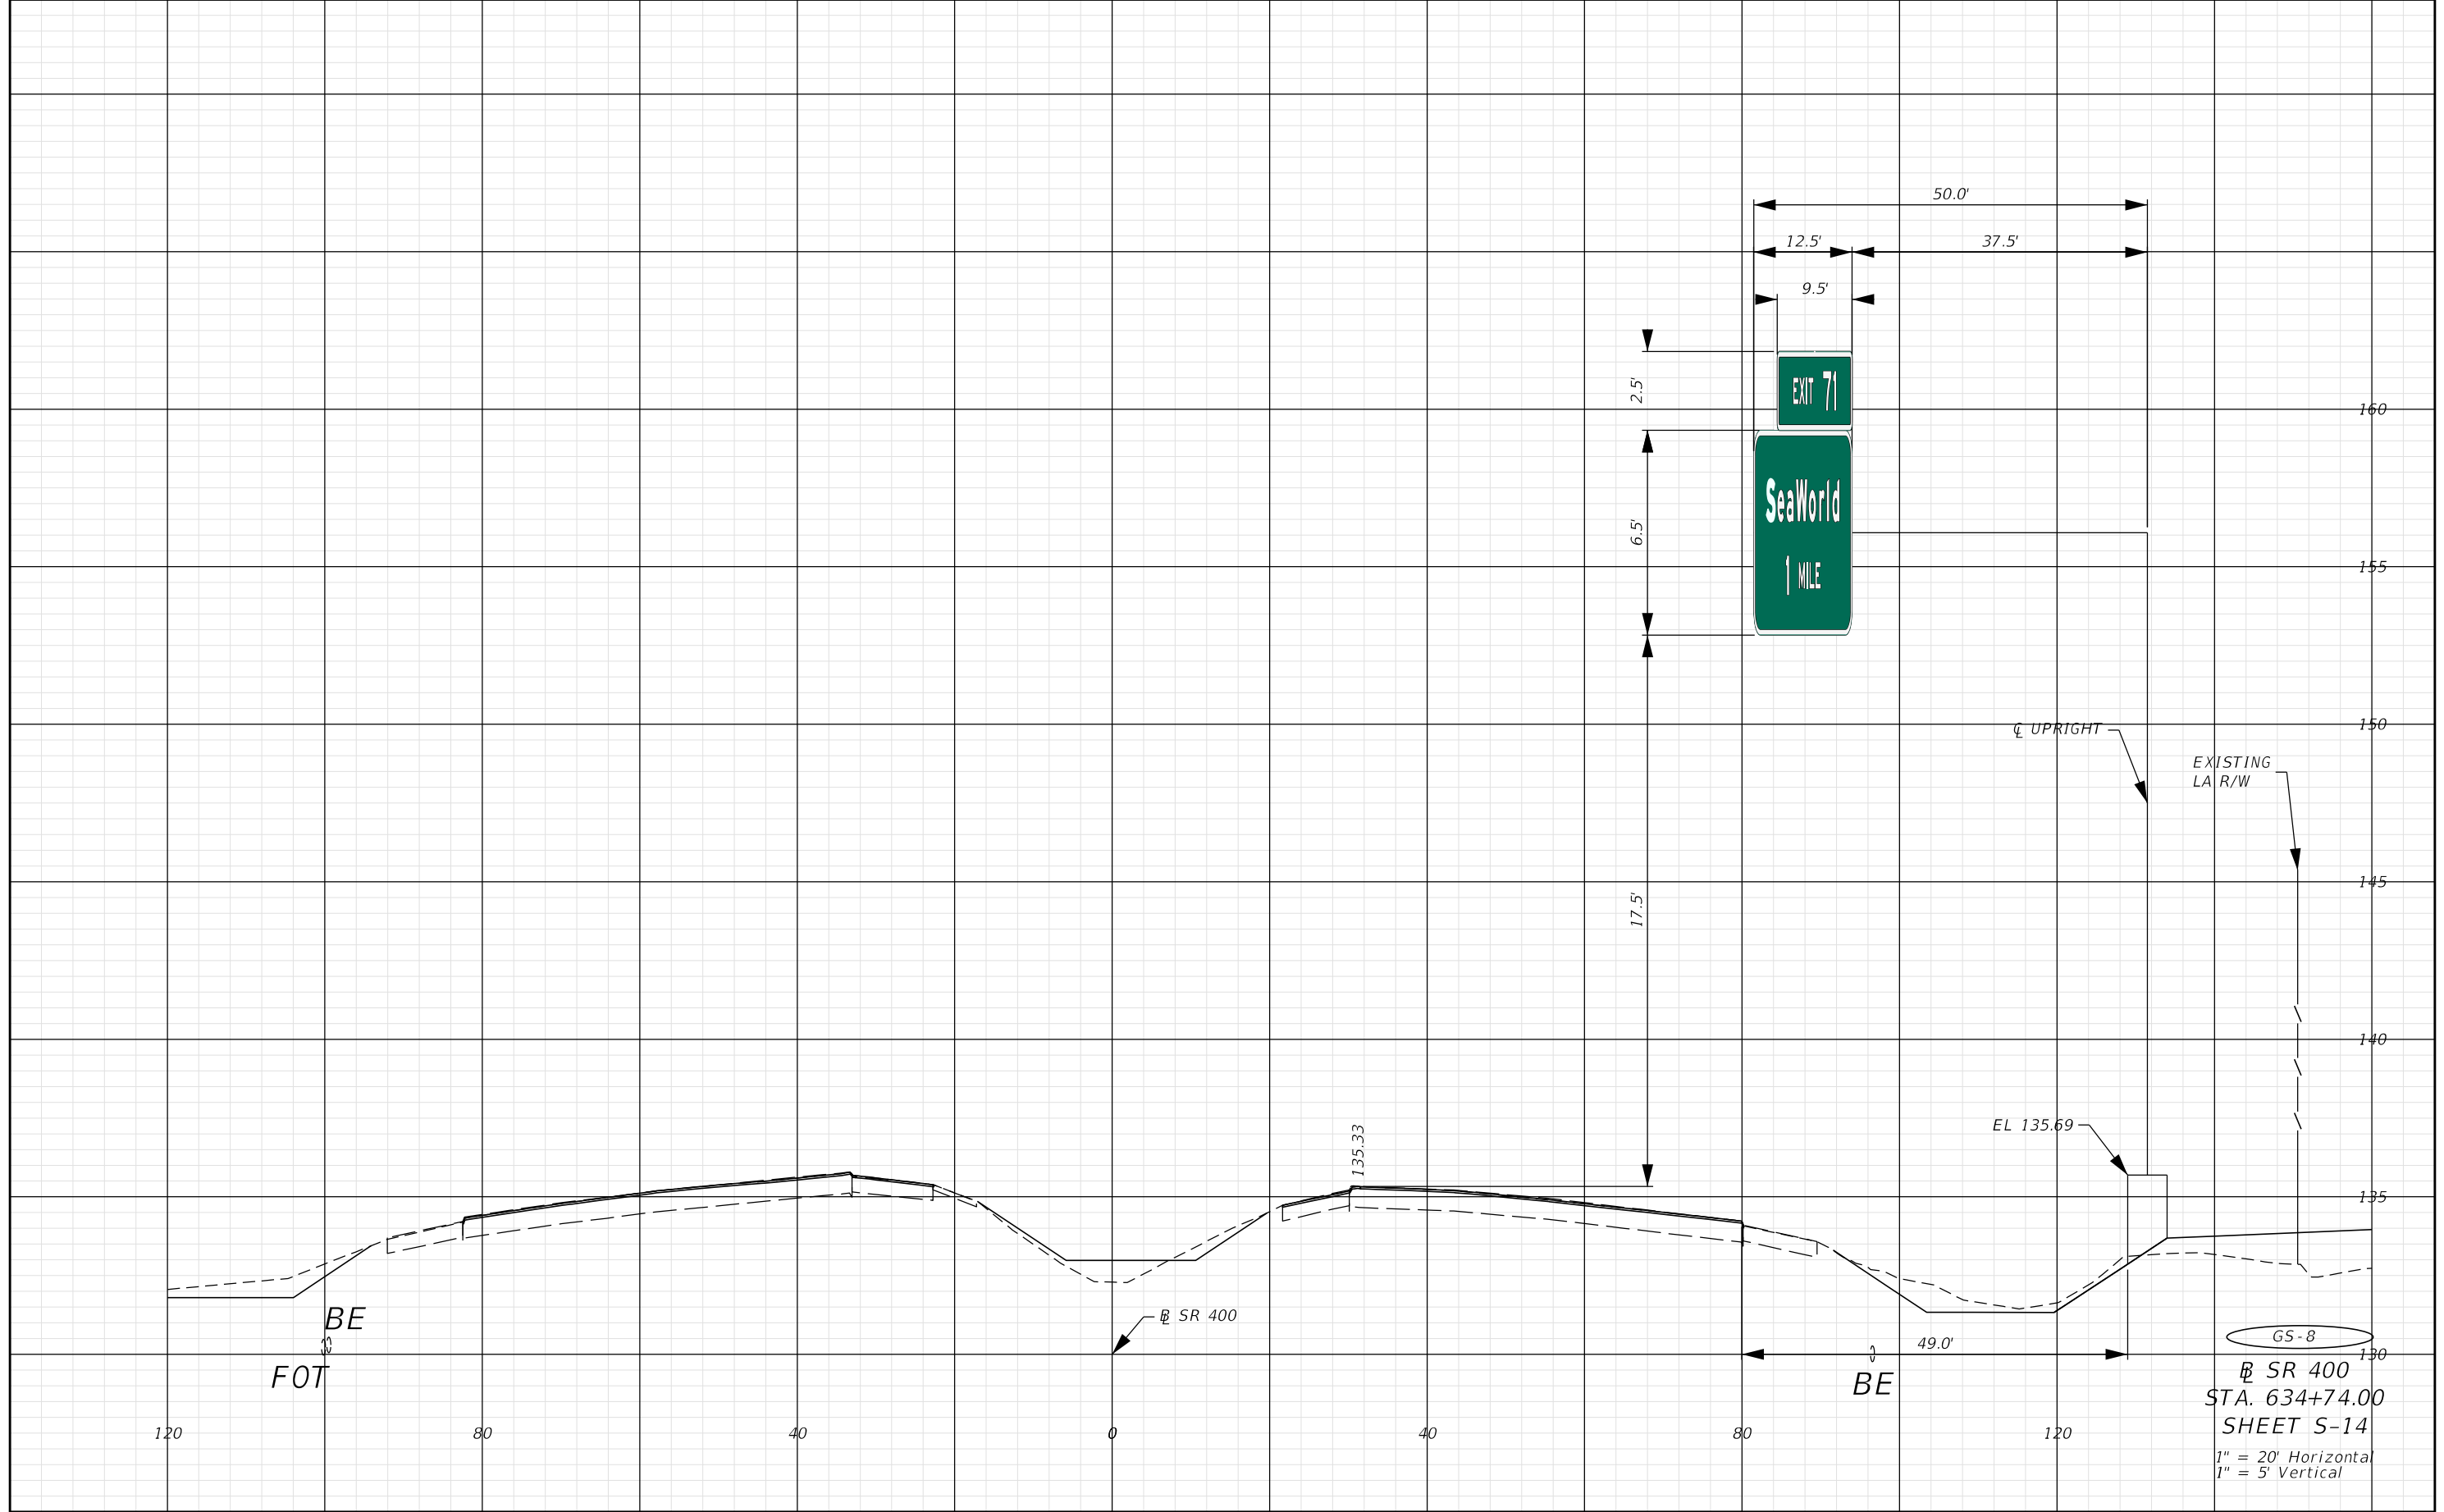 50.0'
12.5'
37.5'
9.5'
2.5'
EXIT 71
160
SeaWorld
6.5'
1 MILE
155
150
℄ UPRIGHT
EXISTING
LA R/W
145
17.5'
140
EL 135.69
135.33
135
BE
FOT
B̲L SR 400
49.0'
BE
130
GS-8
B̲L SR 400
STA. 634+74.00
SHEET S-14
1" = 20' Horizontal
1" = 5' Vertical
120
80
40
0
40
80
120